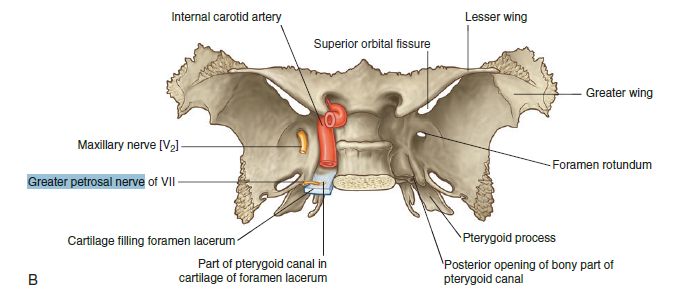 Internal carotid artery
Lesser wing
Superior orbital fissure
Greater wing
Maxillary nerve [V₂]
Foramen rotundum
Greater petrosal nerve of VII
Cartilage filling foramen lacerum
Pterygoid process
Part of pterygoid canal in
cartilage of foramen lacerum
Posterior opening of bony part of
pterygoid canal
B